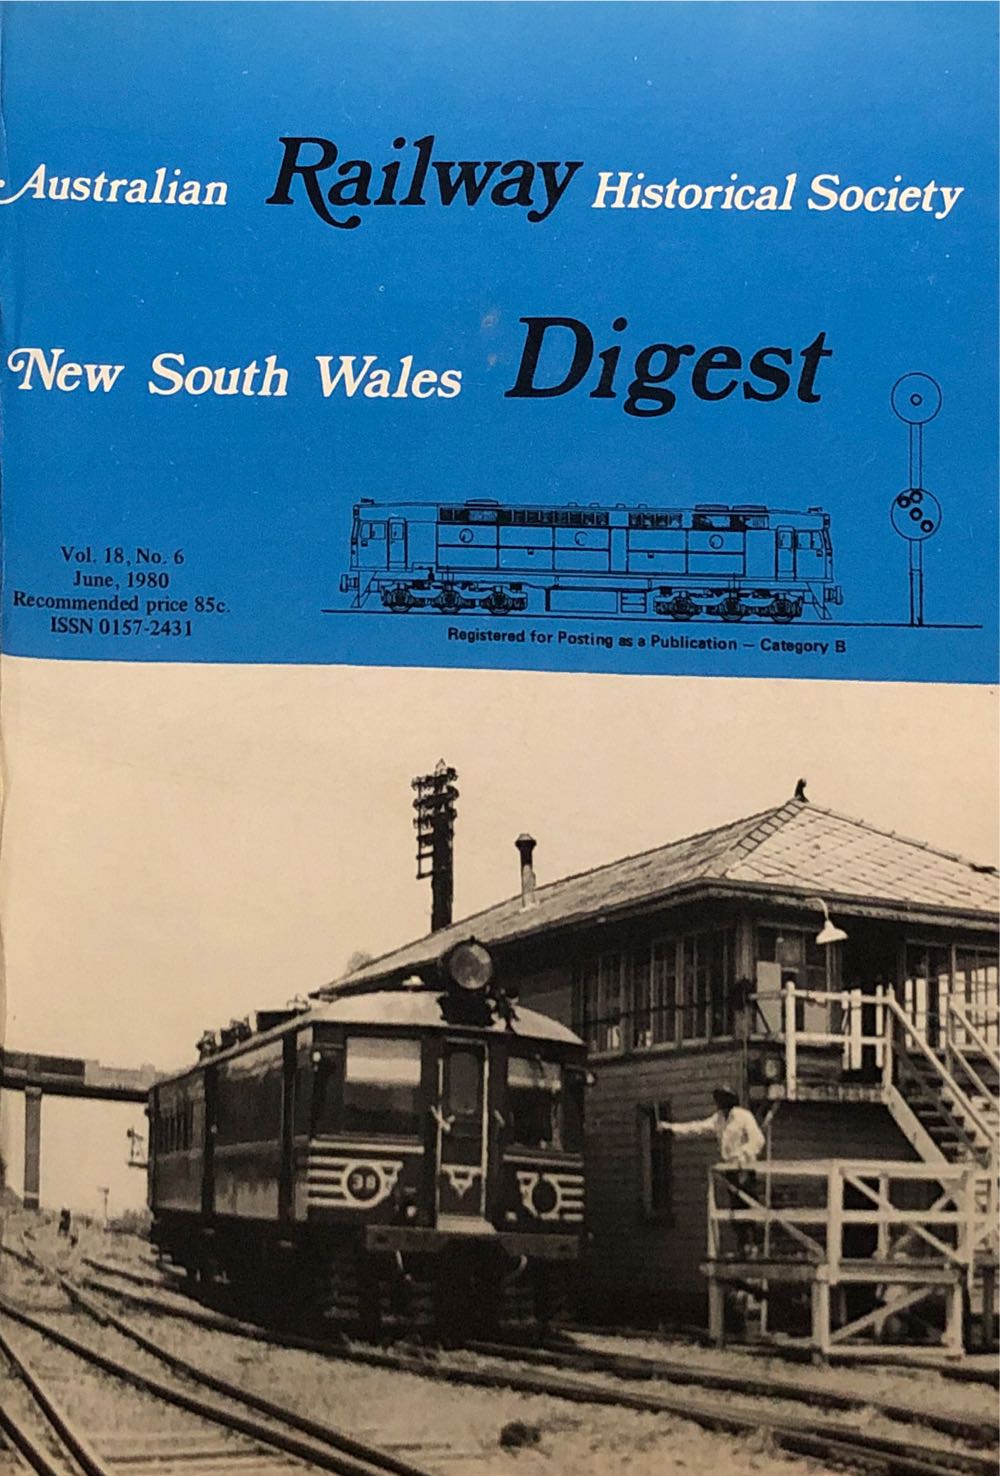 Australian Railway Historical Society
New South Wales Digest
Vol. 18, No. 6
June, 1980
Recommended price 85c.
ISSN 0157-2431
Registered for Posting as a Publication — Category B
38